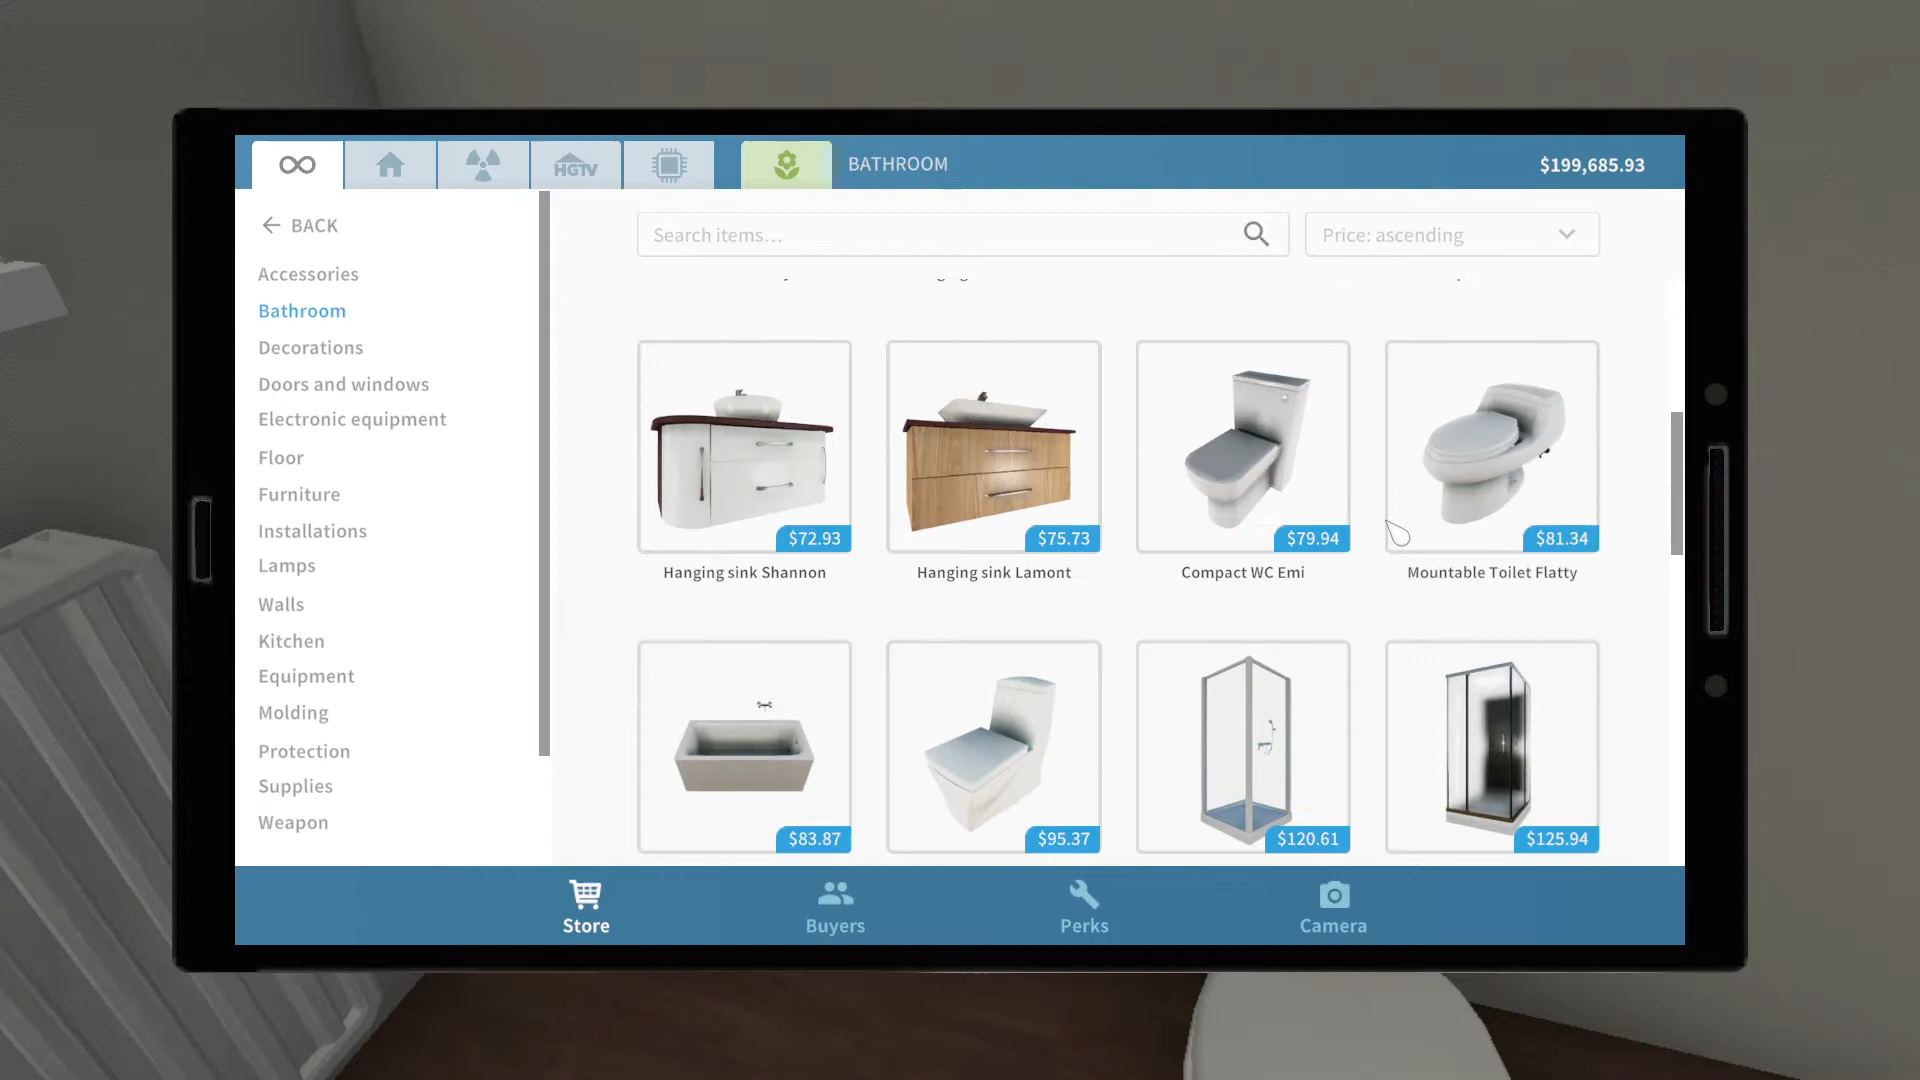 HGTV
BATHROOM
$199,685.93
BACK
Search items...
Price: ascending
Accessories
Bathroom
Decorations
Doors and windows
Electronic equipment
Floor
Furniture
Installations
Lamps
Walls
Kitchen
Equipment
Molding
Protection
Supplies
Weapon
$72.93
$75.73
$79.94
$81.34
Hanging sink Shannon
Hanging sink Lamont
Compact WC Emi
Mountable Toilet Flatty
$83.87
$95.37
$120.61
$125.94
Store
Buyers
Perks
Camera